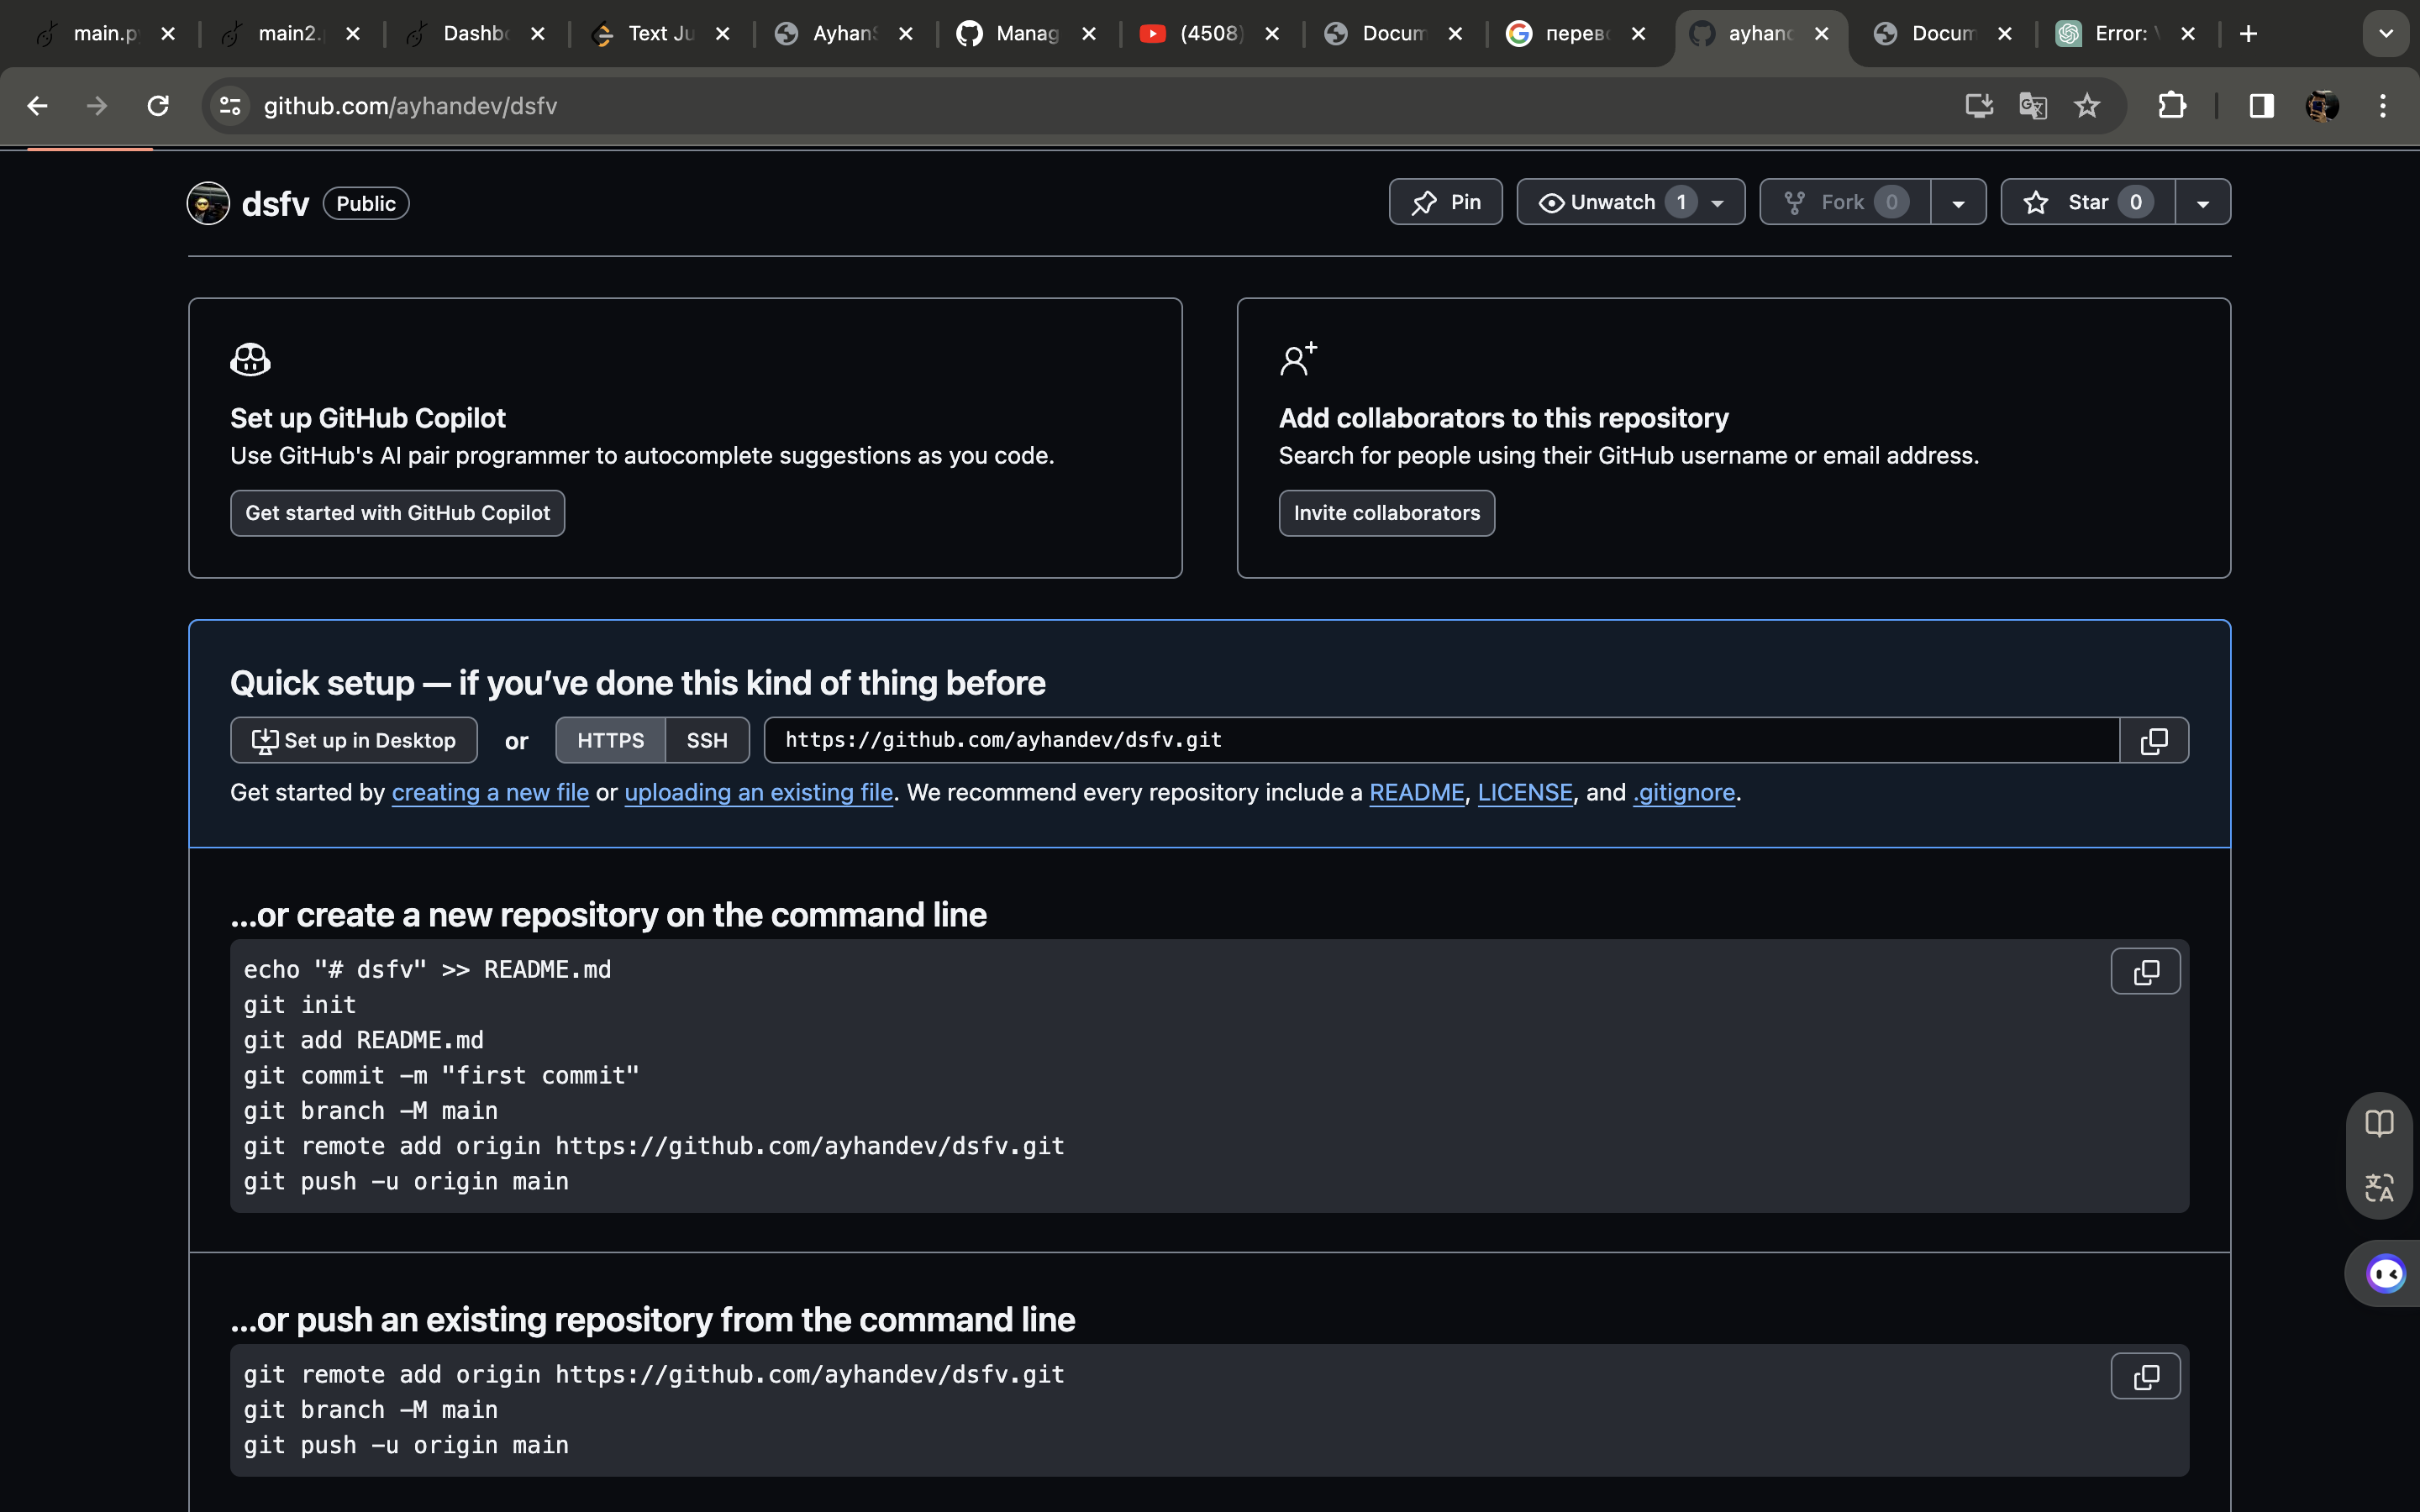 main.p
main2.
Dashb
Text Ju
Ayhan
Manag
(4508)
Docum
перев
ayhan
Docum
Error:
github.com/ayhandev/dsfv
dsfv Public
Pin
Unwatch 1
Fork 0
Star 0
Set up GitHub Copilot
Use GitHub's AI pair programmer to autocomplete suggestions as you code.
Get started with GitHub Copilot
Add collaborators to this repository
Search for people using their GitHub username or email address.
Invite collaborators
Quick setup — if you’ve done this kind of thing before
Set up in Desktop or HTTPS SSH https://github.com/ayhandev/dsfv.git
Get started by creating a new file or uploading an existing file. We recommend every repository include a README, LICENSE, and .gitignore.
...or create a new repository on the command line
echo "# dsfv" >> README.md
git init
git add README.md
git commit -m "first commit"
git branch -M main
git remote add origin https://github.com/ayhandev/dsfv.git
git push -u origin main
...or push an existing repository from the command line
git remote add origin https://github.com/ayhandev/dsfv.git
git branch -M main
git push -u origin main